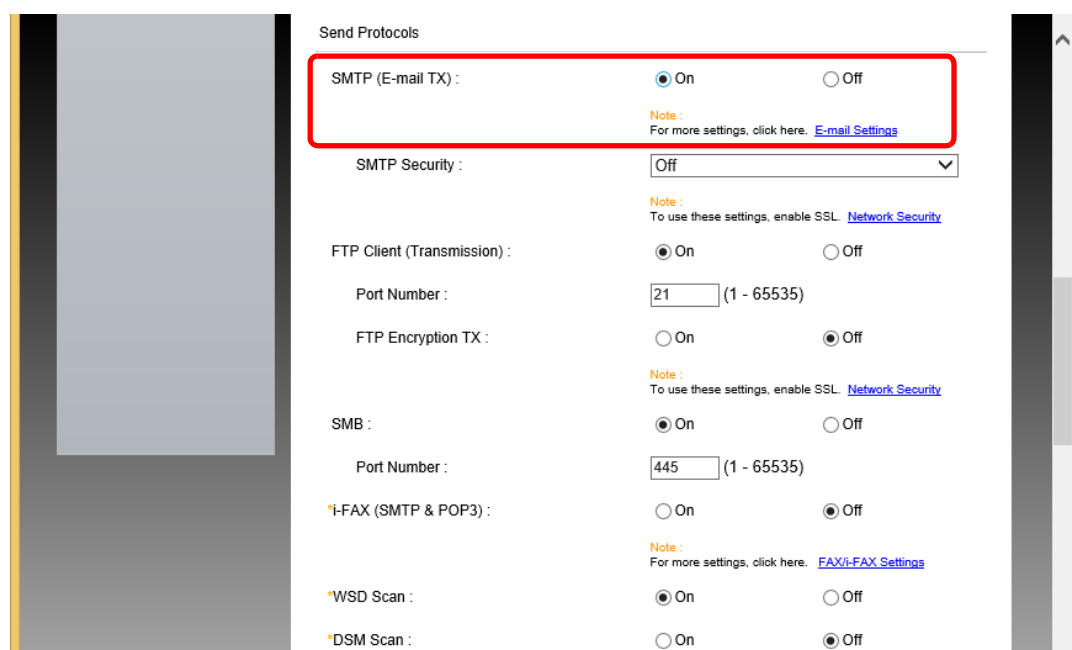 Send Protocols
SMTP (E-mail TX) : On Off
Note :
For more settings, click here. E-mail Settings
SMTP Security : Off
Note :
To use these settings, enable SSL. Network Security
FTP Client (Transmission) : On Off
Port Number : 21 (1 - 65535)
FTP Encryption TX : On Off
Note :
To use these settings, enable SSL. Network Security
SMB : On Off
Port Number : 445 (1 - 65535)
*i-FAX (SMTP & POP3) : On Off
Note :
For more settings, click here. FAX/i-FAX Settings
*WSD Scan : On Off
*DSM Scan : On Off